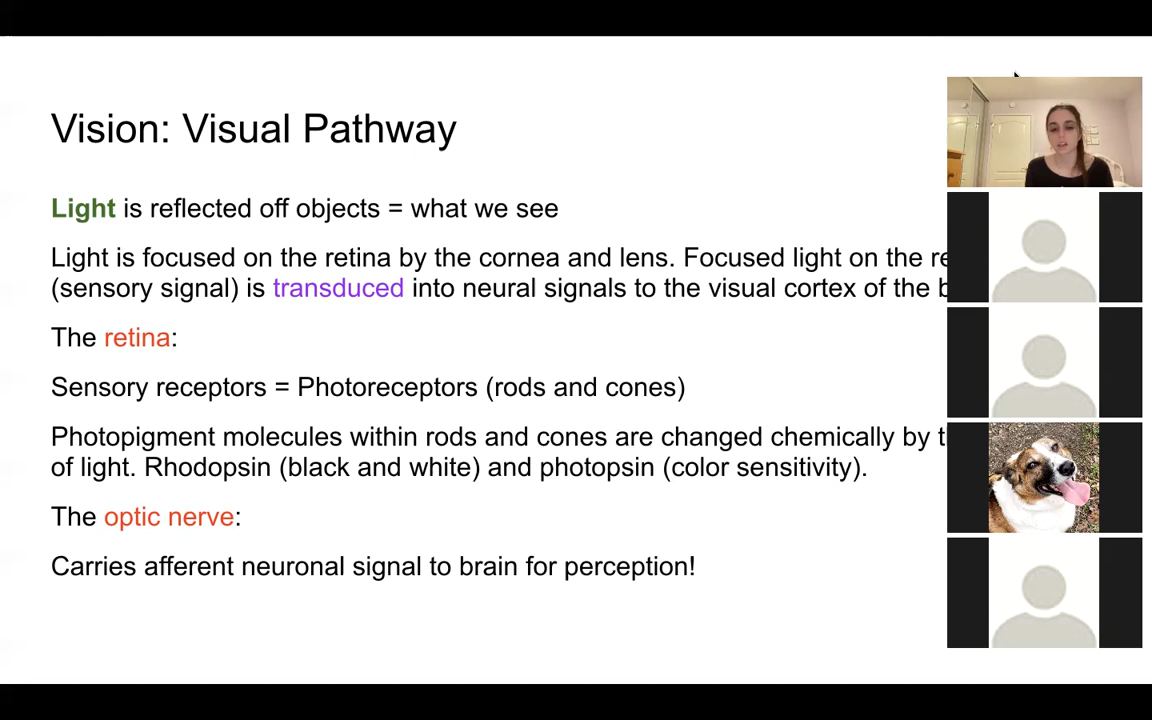 Vision: Visual Pathway
Light is reflected off objects = what we see
Light is focused on the retina by the cornea and lens. Focused light on the
(sensory signal) is transduced into neural signals to the visual cortex of the
The retina:
Sensory receptors = Photoreceptors (rods and cones)
Photopigment molecules within rods and cones are changed chemically by
of light. Rhodopsin (black and white) and photopsin (color sensitivity).
The optic nerve:
Carries afferent neuronal signal to brain for perception!